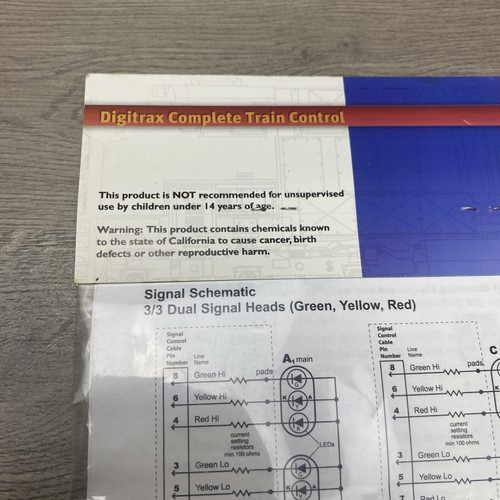 Digitrax Complete Train Control
This product is NOT recommended for unsupervised
use by children under 14 years of age.
Warning: This product contains chemicals known
to the state of California to cause cancer, birth
defects or other reproductive harm.
Signal Schematic
3/3 Dual Signal Heads (Green, Yellow, Red)
Signal
Control
Cable
Pin Line
Number Name
A, main
8 Green Hi pads
6 Yellow Hi K A
4 Red Hi
current
setting
resistors
min 100 ohms
LEDs
3 Green Lo
5 Yellow Lo K A
Signal
Control
Cable
Pin Line
Number Name
C
8 Green Hi pads
6 Yellow Hi K
4 Red Hi
current
setting
resistors
min 100 ohms
3 Green Lo
5 Yellow Lo
7 Red Lo